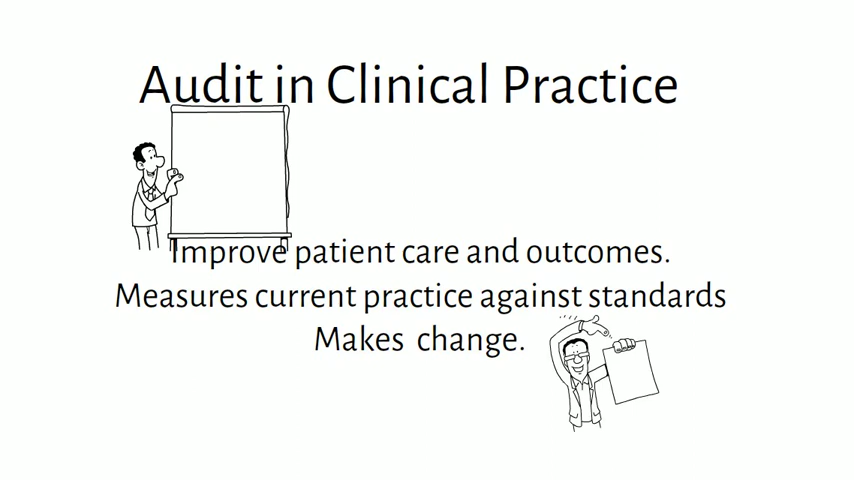 Audit in Clinical Practice
Improve patient care and outcomes.
Measures current practice against standards
Makes change.